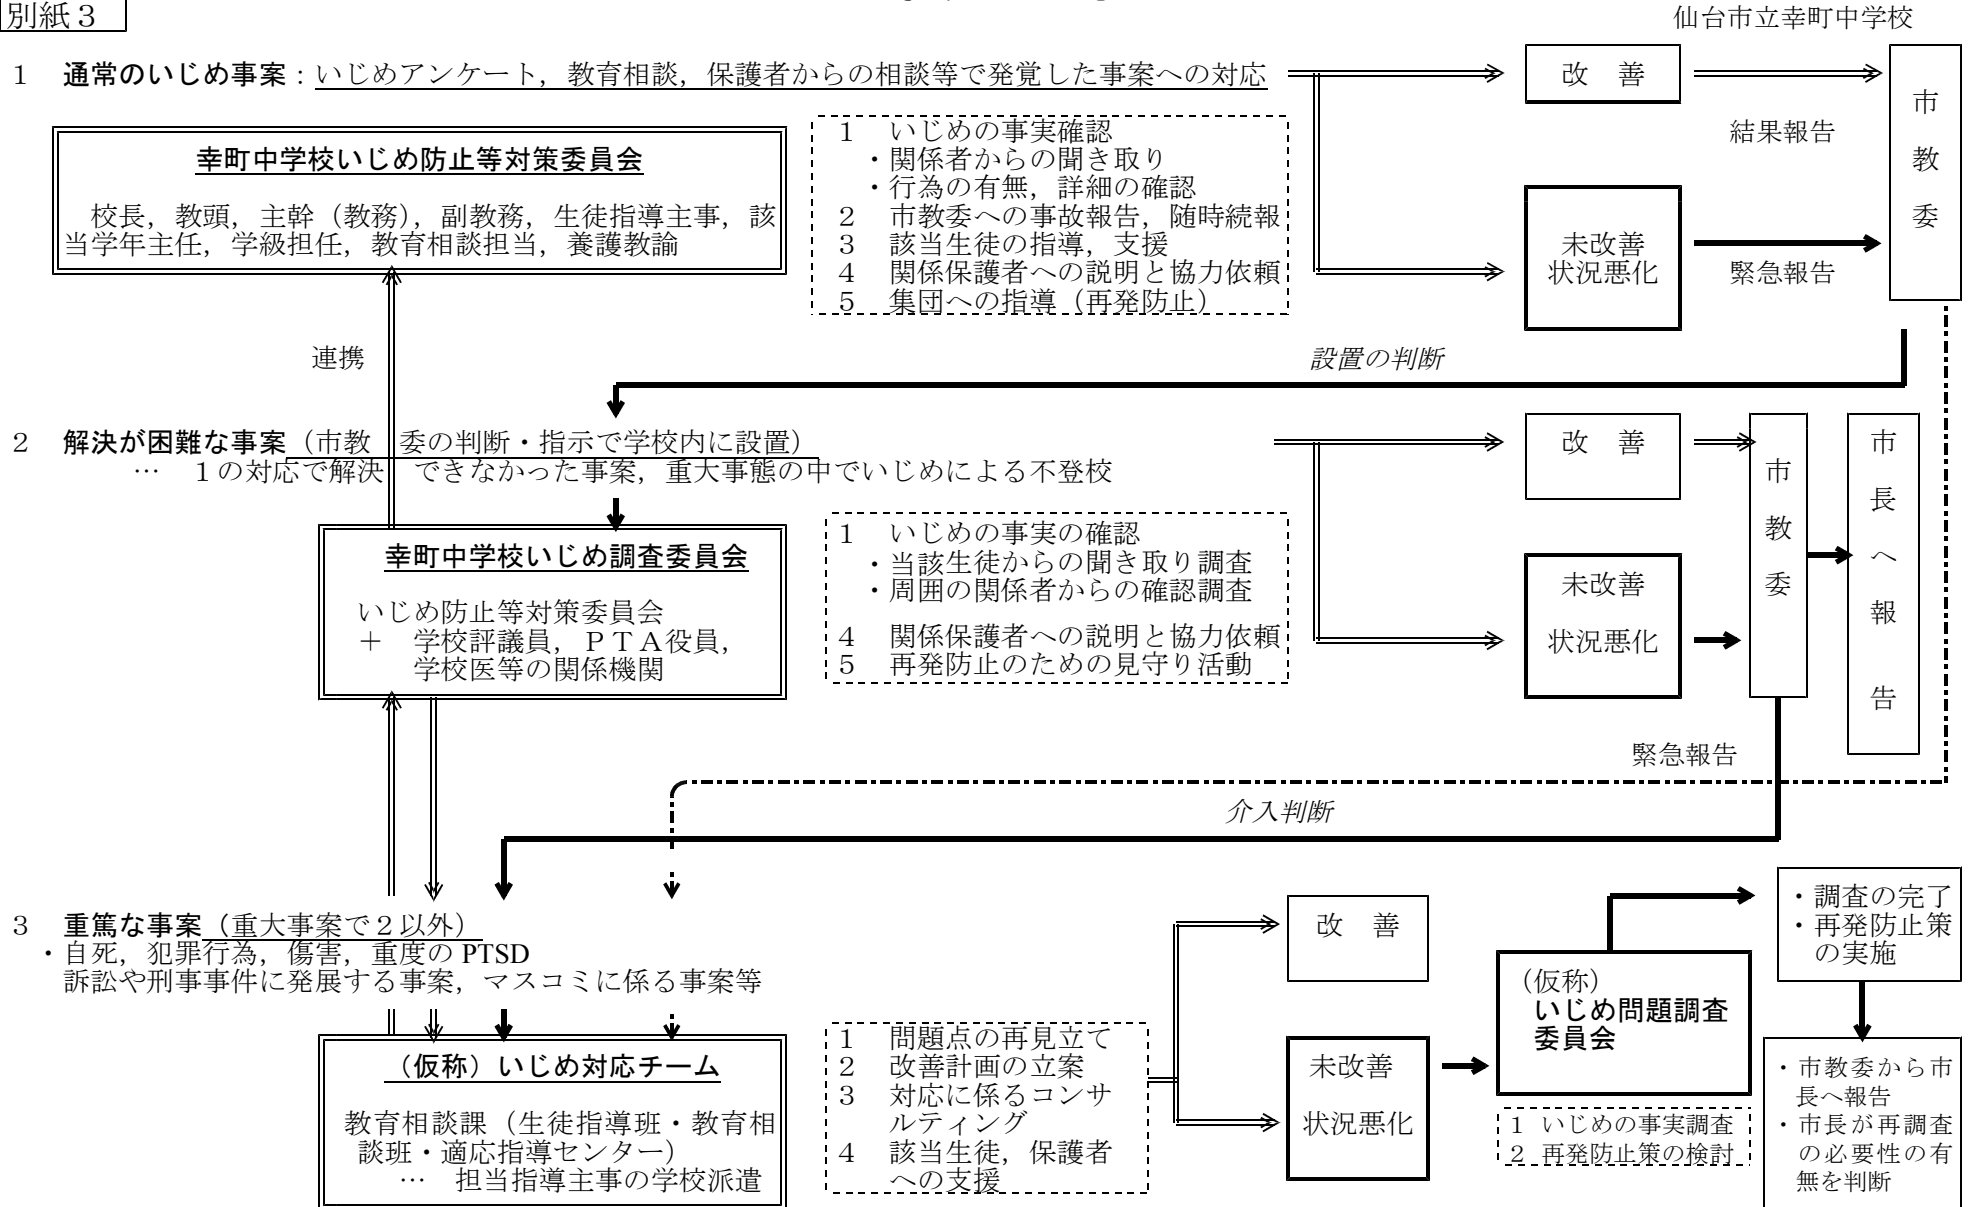 別紙３
仙台市立幸町中学校
１　通常のいじめ事案：いじめアンケート，教育相談，保護者からの相談等で発覚した事案への対応
幸町中学校いじめ防止等対策委員会
校長，教頭，主幹（教務），副教務，生徒指導主事，該
当学年主任，学級担任，教育相談担当，養護教諭
１　いじめの事実確認
・関係者からの聞き取り
・行為の有無，詳細の確認
２　市教委への事故報告，随時続報
３　該当生徒の指導，支援
４　関係保護者への説明と協力依頼
５　集団への指導（再発防止）
改　善
結果報告
未改善
状況悪化
緊急報告
市教委
連携
設置の判断
２　解決が困難な事案（市教　委の判断・指示で学校内に設置）
…　１の対応で解決　できなかった事案，重大事態の中でいじめによる不登校
幸町中学校いじめ調査委員会
いじめ防止等対策委員会
＋　学校評議員，ＰＴＡ役員，
学校医等の関係機関
１　いじめの事実の確認
・当該生徒からの聞き取り調査
・周囲の関係者からの確認調査
４　関係保護者への説明と協力依頼
５　再発防止のための見守り活動
改　善
未改善
状況悪化
市教委
市長へ報告
緊急報告
介入判断
３　重篤な事案（重大事案で２以外）
・自死，犯罪行為，傷害，重度の PTSD
訴訟や刑事事件に発展する事案，マスコミに係る事案等
（仮称）いじめ対応チーム
教育相談課（生徒指導班・教育相
談班・適応指導センター）
…　担当指導主事の学校派遣
１　問題点の再見立て
２　改善計画の立案
３　対応に係るコンサ
ルティング
４　該当生徒，保護者
への支援
改　善
未改善
状況悪化
（仮称）
いじめ問題調査
委員会
１ いじめの事実調査
２ 再発防止策の検討
・調査の完了
・再発防止策
の実施
・市教委から市
長へ報告
・市長が再調査
の必要性の有
無を判断